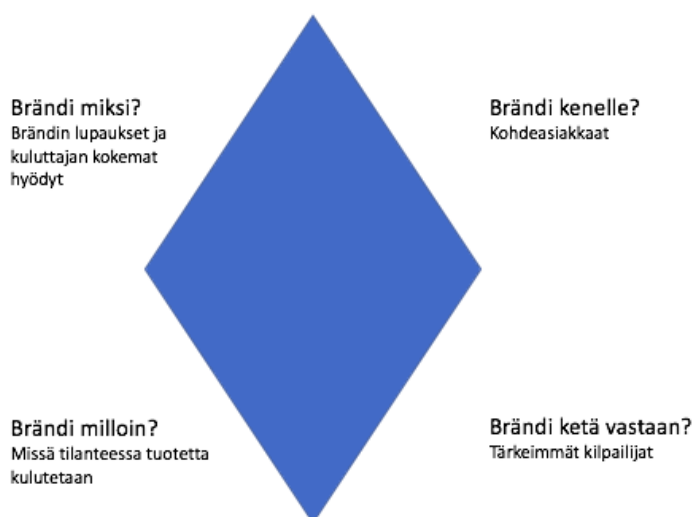 Brändi miksi?
Brändin lupaukset ja
kuluttajan kokemat
hyödyt
Brändi kenelle?
Kohdeasiakkaat
Brändi milloin?
Missä tilanteessa tuotetta
kulutetaan
Brändi ketä vastaan?
Tärkeimmät kilpailijat